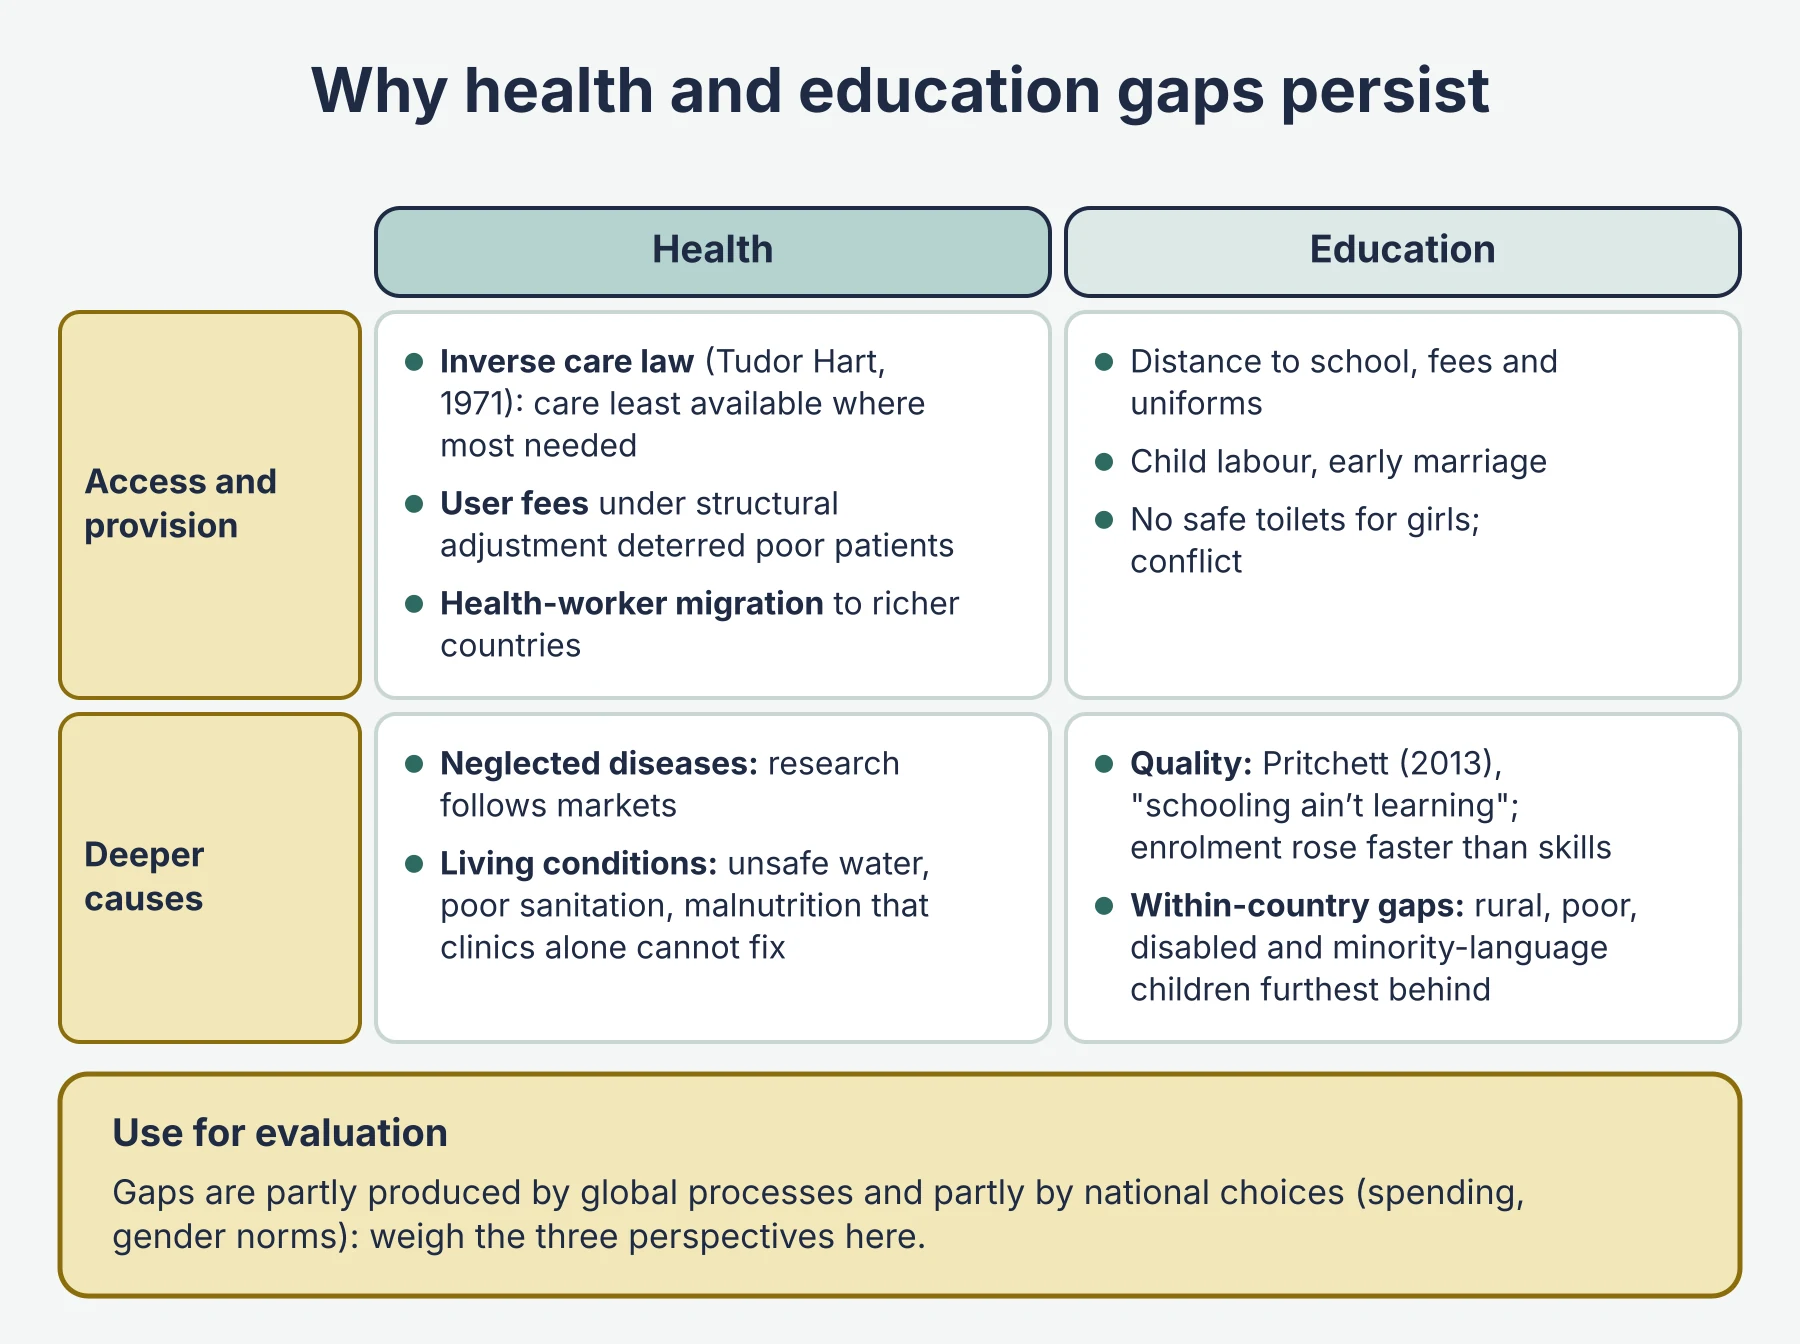 Why health and education gaps persist
Health
Education
Access and
provision
Inverse care law (Tudor Hart,
1971): care least available where
most needed
User fees under structural
adjustment deterred poor patients
Health-worker migration to richer
countries
Distance to school, fees and
uniforms
Child labour, early marriage
No safe toilets for girls;
conflict
Deeper
causes
Neglected diseases: research
follows markets
Living conditions: unsafe water,
poor sanitation, malnutrition that
clinics alone cannot fix
Quality: Pritchett (2013),
"schooling ain’t learning";
enrolment rose faster than skills
Within-country gaps: rural, poor,
disabled and minority-language
children furthest behind
Use for evaluation
Gaps are partly produced by global processes and partly by national choices (spending,
gender norms): weigh the three perspectives here.